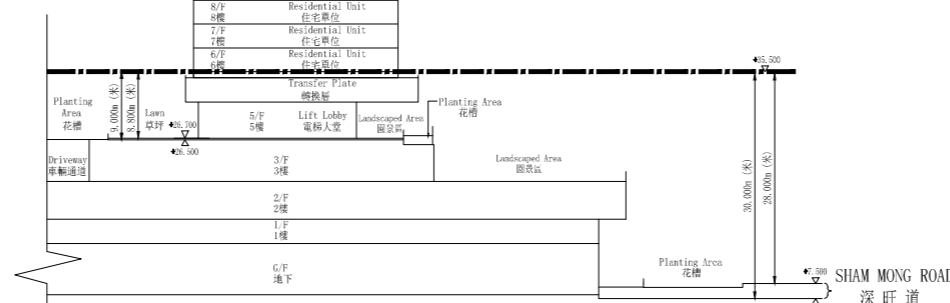 8/F Residential Unit
8樓 住宅單位
7/F Residential Unit
7樓 住宅單位
6/F Residential Unit
6樓 住宅單位
+35.500
Transfer Plate
轉換層
Planting
Area
花槽
9.000m (米)
8.800m (米)
Lawn
草坪
+26.700
+26.500
5/F Lift Lobby
5樓 電梯大堂
Landscaped Area
園景區
Planting Area
花槽
Driveway
車輛通道
3/F
3樓
Landscaped Area
園景區
30.000m (米)
28.000m (米)
2/F
2樓
1/F
1樓
G/F
地下
Planting Area
花槽
+7.500
SHAM MONG ROAD
深旺道